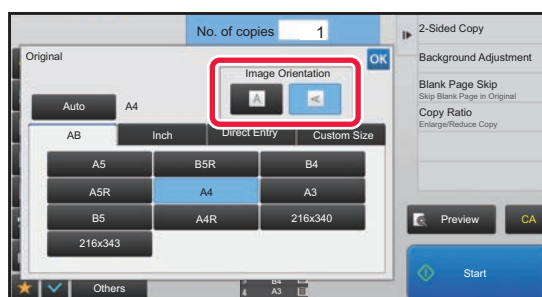 No. of copies 1
2-Sided Copy
Original
OK
Background Adjustment
Image Orientation
A A
Blank Page Skip
Skip Blank Page in Original
Auto A4
Copy Ratio
Enlarge/Reduce Copy
AB Inch Direct Entry Custom Size
A5 B5R B4
A5R A4 A3
B5 A4R 216x340
Preview CA
216x343
Start
Others
B4
4 A3